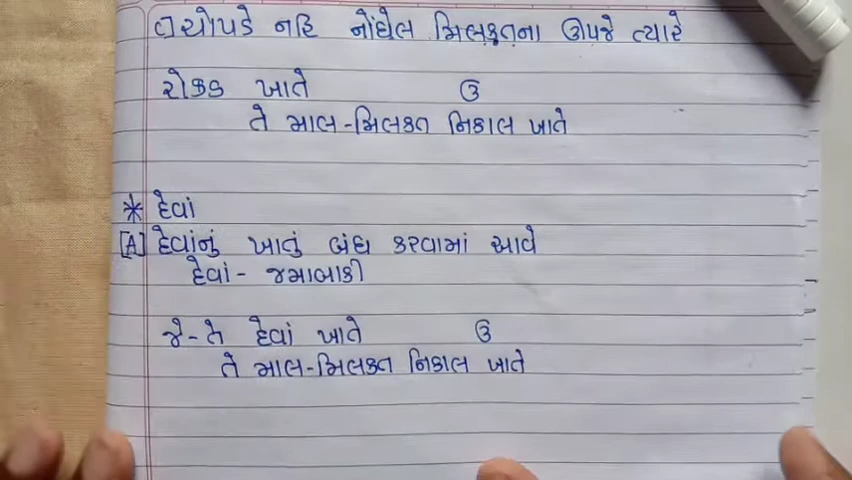 ચોપડે નહિ નોંધેલ મિલકતના ઊપજે ત્યારે
રોકડ ખાતે ઉ
તે માલ-મિલકત નિકાલ ખાતે
* દેવાં
[A] દેવાંનું ખાતું બંધ કરવામાં આવે
દેવાં - જમાબાકી
જે-તે દેવાં ખાતે ઉ
તે માલ-મિલકત નિકાલ ખાતે